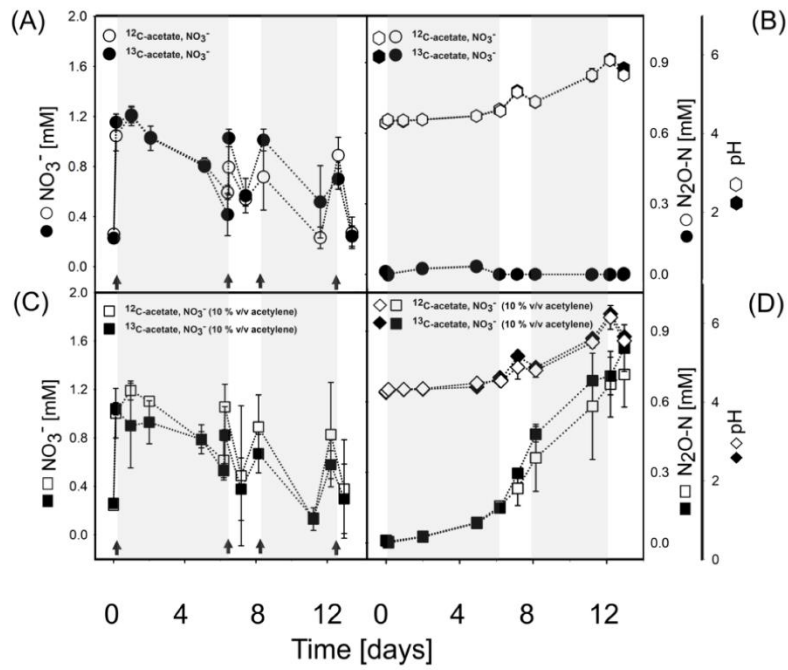 (A)
(B)
2.0
1.6
1.2
0.8
0.4
0.0
NO₃⁻ [mM]
¹²C-acetate, NO₃⁻
¹³C-acetate, NO₃⁻
¹²C-acetate, NO₃⁻
¹³C-acetate, NO₃⁻
0.9
0.6
0.3
0.0
N₂O-N [mM]
6
4
2
pH
(C)
(D)
2.0
1.6
1.2
0.8
0.4
0.0
NO₃⁻ [mM]
¹²C-acetate, NO₃⁻ (10 % v/v acetylene)
¹³C-acetate, NO₃⁻ (10 % v/v acetylene)
¹²C-acetate, NO₃⁻ (10 % v/v acetylene)
¹³C-acetate, NO₃⁻ (10 % v/v acetylene)
0.9
0.6
0.3
0.0
N₂O-N [mM]
6
4
2
0
pH
0 4 8 12 0 4 8 12
Time [days]